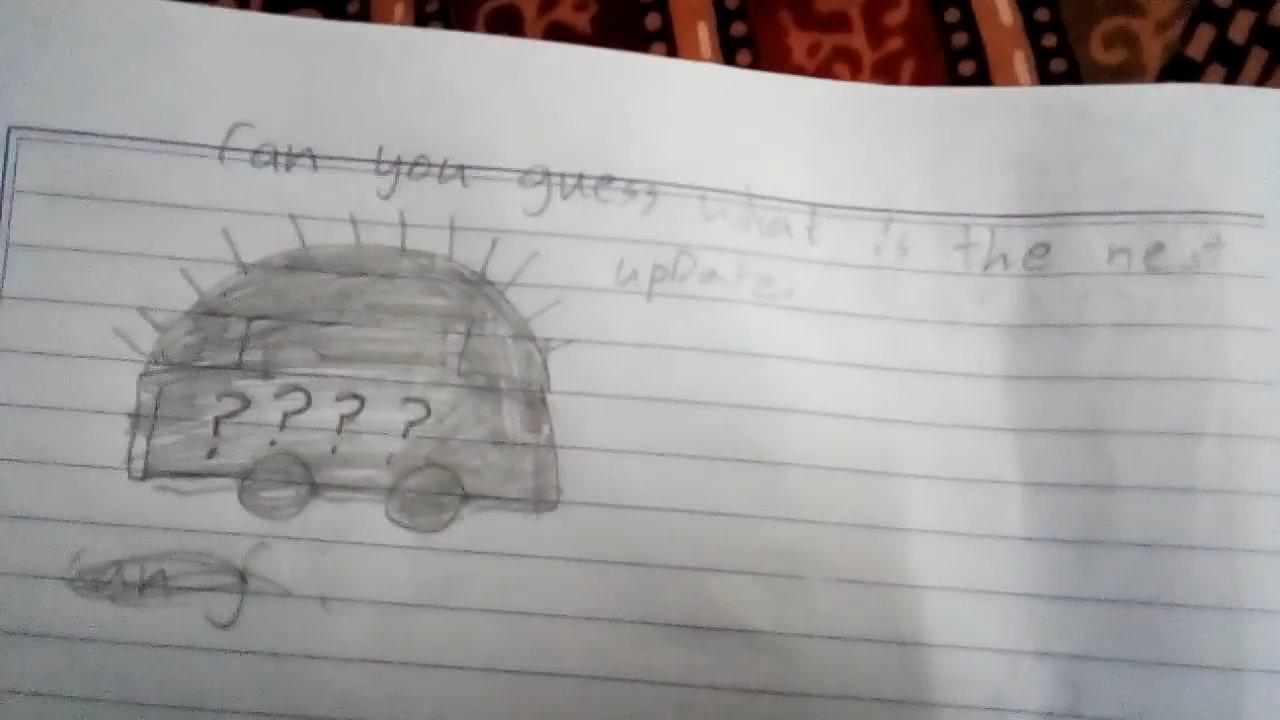 Can you guess what is the next
update.
? ? ? ?